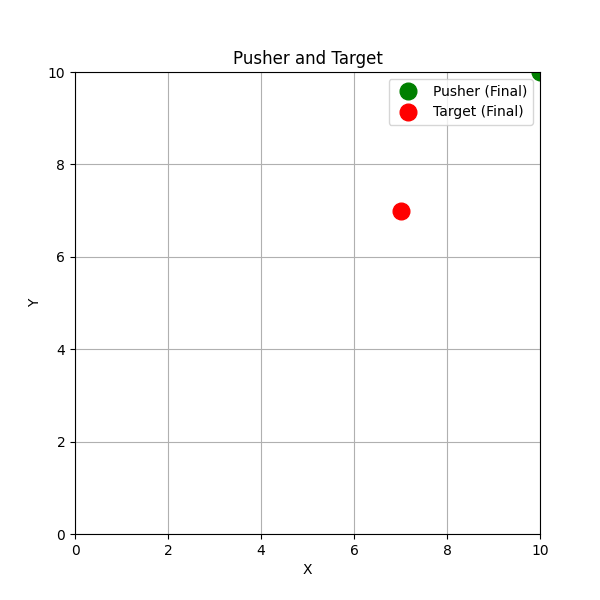 Pusher and Target
10
Pusher (Final)
Target (Final)
8
6
Y
4
2
0
0 2 4 6 8 10
X